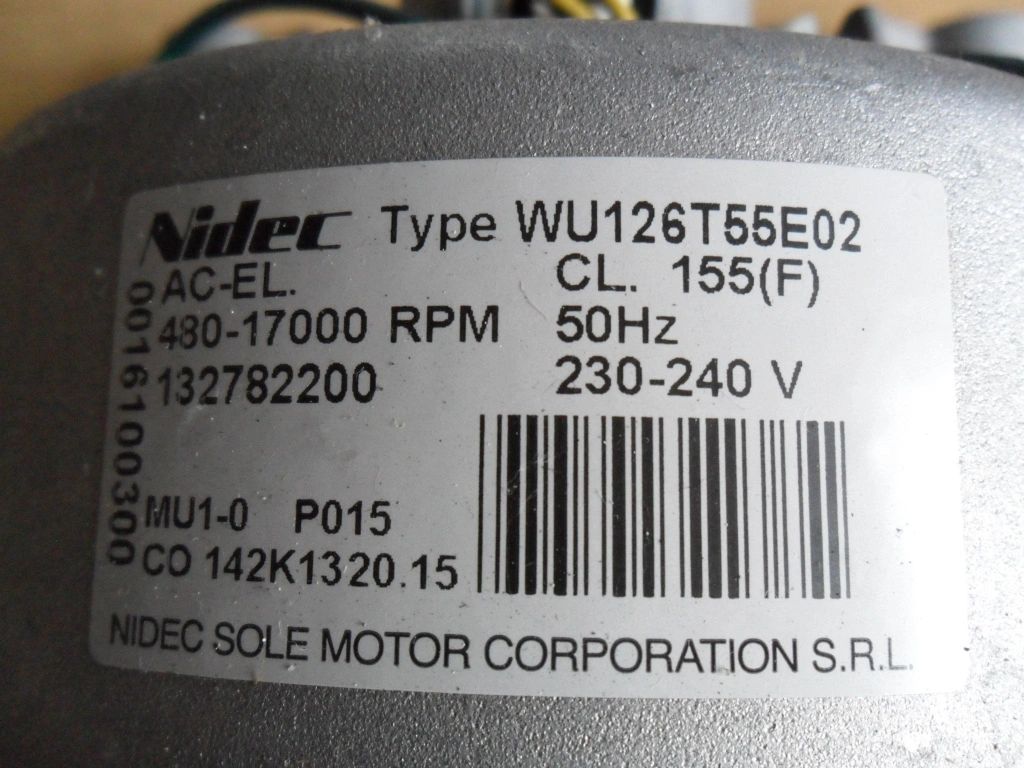 Nidec Type WU126T55E02
AC-EL. CL. 155(F)
480-17000 RPM 50Hz
132782200 230-240 V
MU1-0 P015
CO 142K1320.15
NIDEC SOLE MOTOR CORPORATION S.R.L.
0016100300